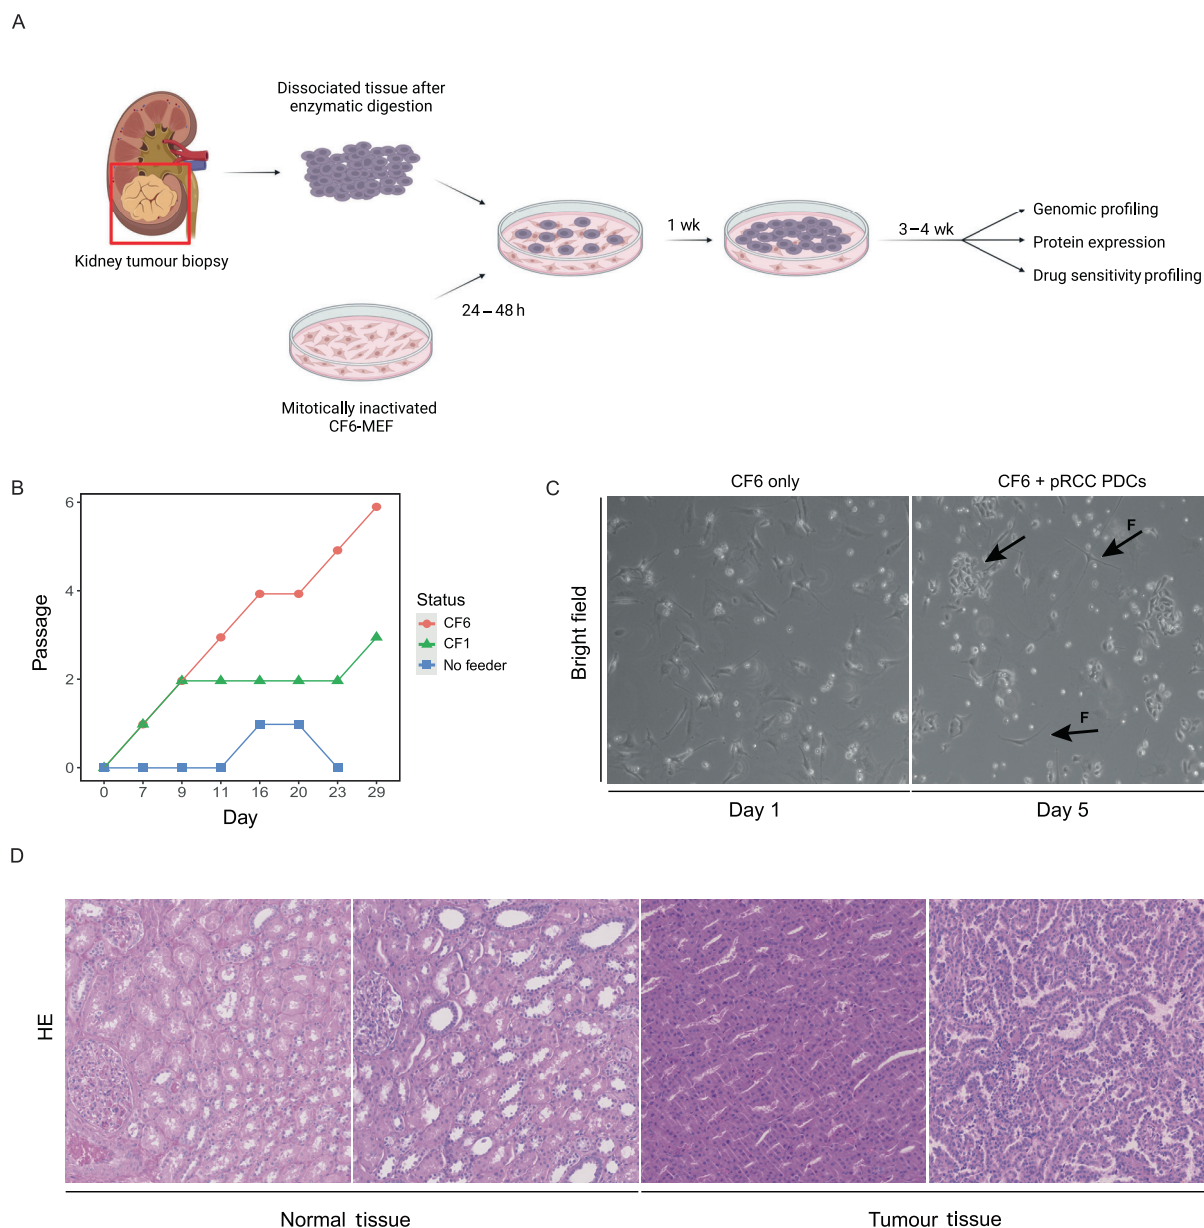 A
Dissociated tissue after
enzymatic digestion
Kidney tumour biopsy
24 – 48 h
Mitotically inactivated
CF6-MEF
1 wk
3 – 4 wk
Genomic profiling
Protein expression
Drug sensitivity profiling
B
Passage
6
4
2
0
0 7 9 11 16 20 23 29
Day
Status
CF6
CF1
No feeder
C
CF6 only
CF6 + pRCC PDCs
Bright field
F
F
Day 1
Day 5
D
HE
Normal tissue
Tumour tissue